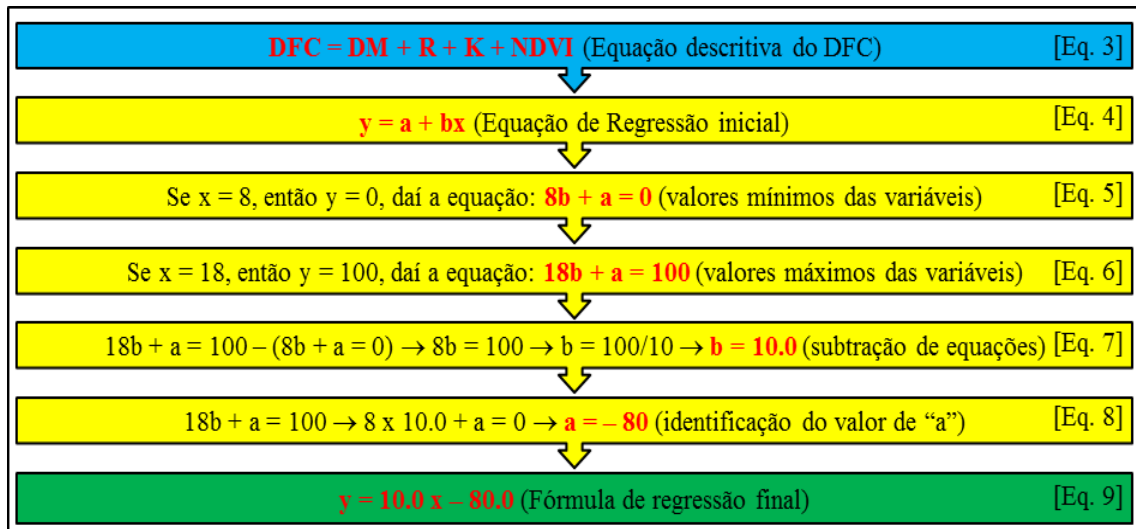 DFC = DM + R + K + NDVI (Equação descritiva do DFC) [Eq. 3]
y = a + bx (Equação de Regressão inicial) [Eq. 4]
Se x = 8, então y = 0, daí a equação: 8b + a = 0 (valores mínimos das variáveis) [Eq. 5]
Se x = 18, então y = 100, daí a equação: 18b + a = 100 (valores máximos das variáveis) [Eq. 6]
18b + a = 100 – (8b + a = 0) → 8b = 100 → b = 100/10 → b = 10.0 (subtração de equações) [Eq. 7]
18b + a = 100 → 8 x 10.0 + a = 0 → a = – 80 (identificação do valor de “a”) [Eq. 8]
y = 10.0 x – 80.0 (Fórmula de regressão final) [Eq. 9]